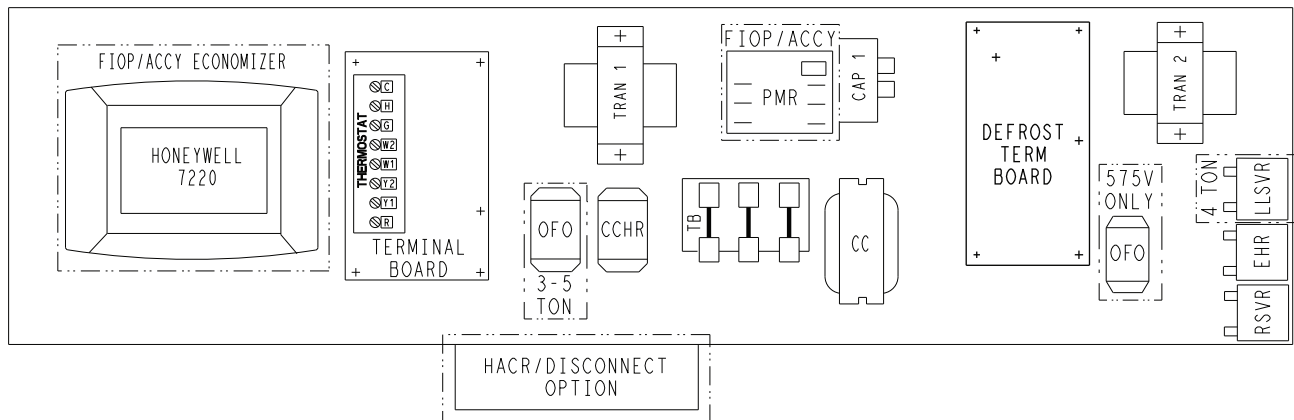 FIOP/ACCY ECONOMIZER
HONEYWELL
7220
THERMOSTAT
C
H
G
W2
W1
Y2
Y1
R
TERMINAL
BOARD
OFO
3-5
TON
TRAN 1
CCHR
FIOP/ACCY
PMR
CAP 1
TB
CC
DEFROST
TERM
BOARD
575V
ONLY
OFO
TRAN 2
4 TON
LLSVR
EHR
RSVR
HACR/DISCONNECT
OPTION